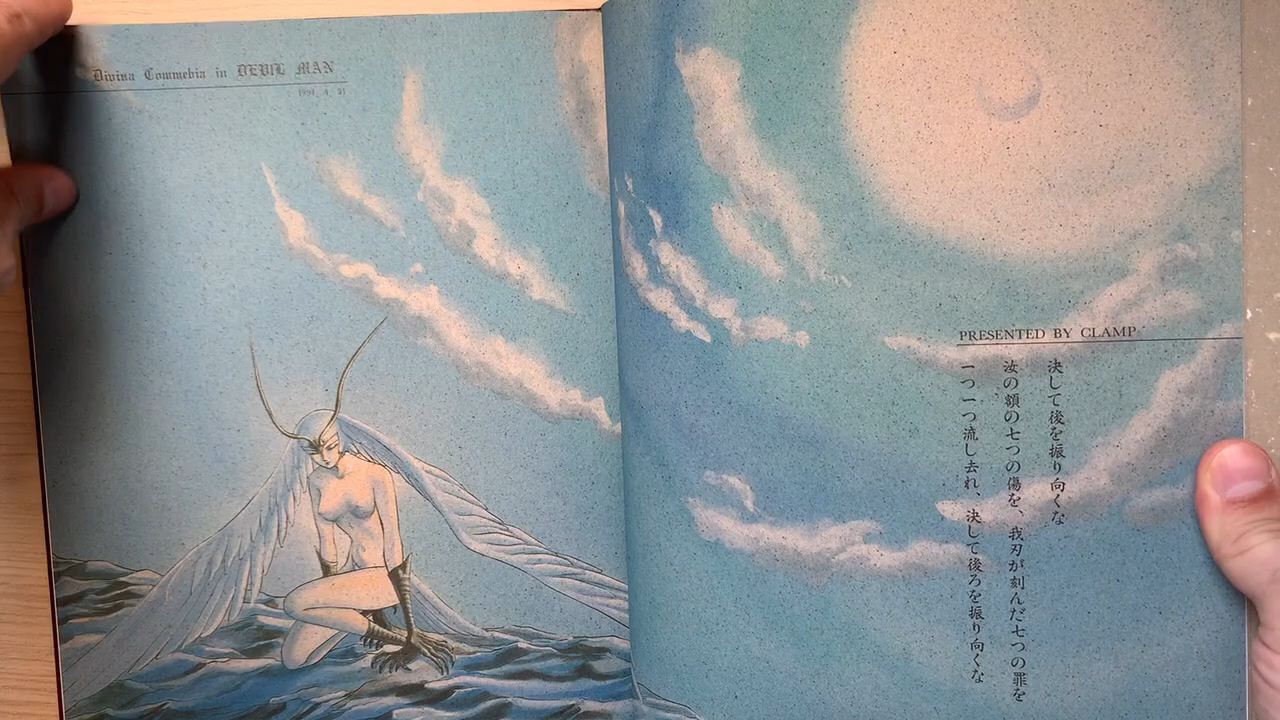 Divina Commebia in DEVIL MAN
PRESENTED BY CLAMP
決して後を振り向くな
汝の額の七つの傷を、我刃が刻んだ七つの罪を
一つ一つ流し去れ、決して後ろを振り向くな